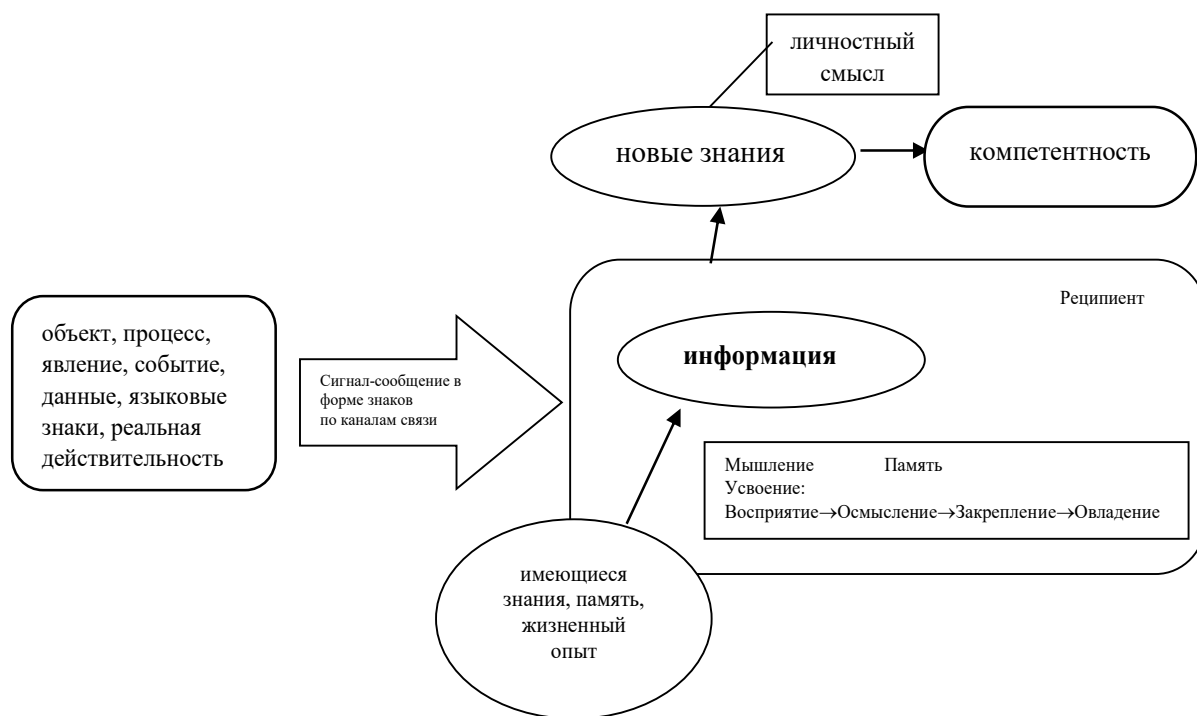 личностный
смысл
новые знания
компетентность
Реципиент
объект, процесс,
явление, событие,
данные, языковые
знаки, реальная
действительность
Сигнал-сообщение в
форме знаков
по каналам связи
информация
Мышление Память
Усвоение:
Восприятие→Осмысление→Закрепление→Овладение
имеющиеся
знания, память,
жизненный
опыт